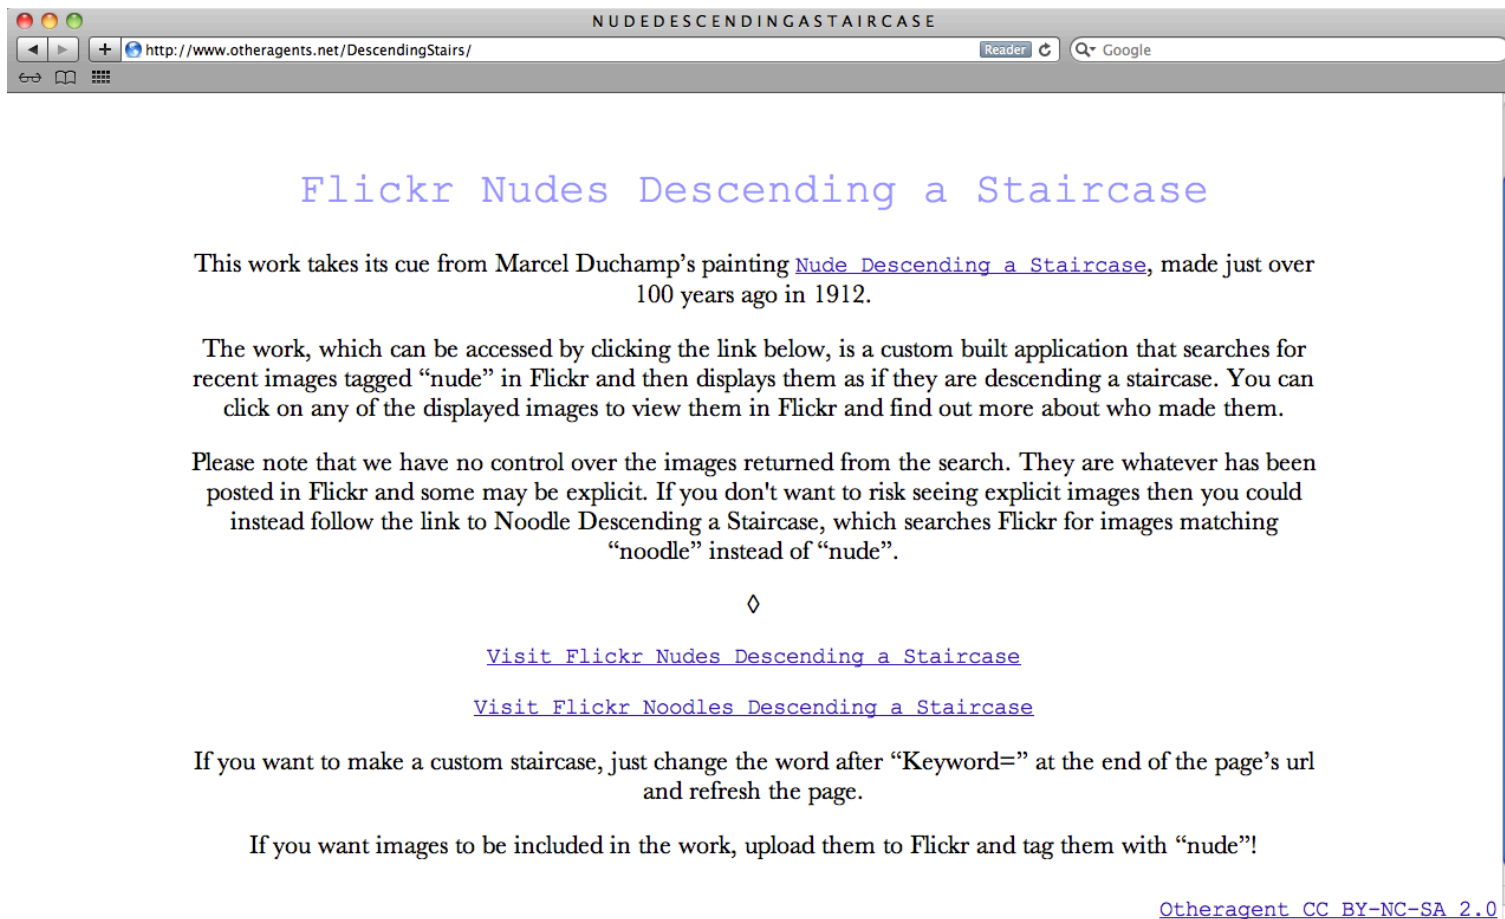 NUDEDESCENDINGASTAIRCASE
http://www.otheragents.net/DescendingStairs/
Reader
Google
Flickr Nudes Descending a Staircase
This work takes its cue from Marcel Duchamp’s painting Nude Descending a Staircase, made just over
100 years ago in 1912.
The work, which can be accessed by clicking the link below, is a custom built application that searches for
recent images tagged “nude” in Flickr and then displays them as if they are descending a staircase. You can
click on any of the displayed images to view them in Flickr and find out more about who made them.
Please note that we have no control over the images returned from the search. They are whatever has been
posted in Flickr and some may be explicit. If you don't want to risk seeing explicit images then you could
instead follow the link to Noodle Descending a Staircase, which searches Flickr for images matching
“noodle” instead of “nude”.
◊
Visit Flickr Nudes Descending a Staircase
Visit Flickr Noodles Descending a Staircase
If you want to make a custom staircase, just change the word after “Keyword=” at the end of the page’s url
and refresh the page.
If you want images to be included in the work, upload them to Flickr and tag them with “nude”!
Otheragent CC BY-NC-SA 2.0